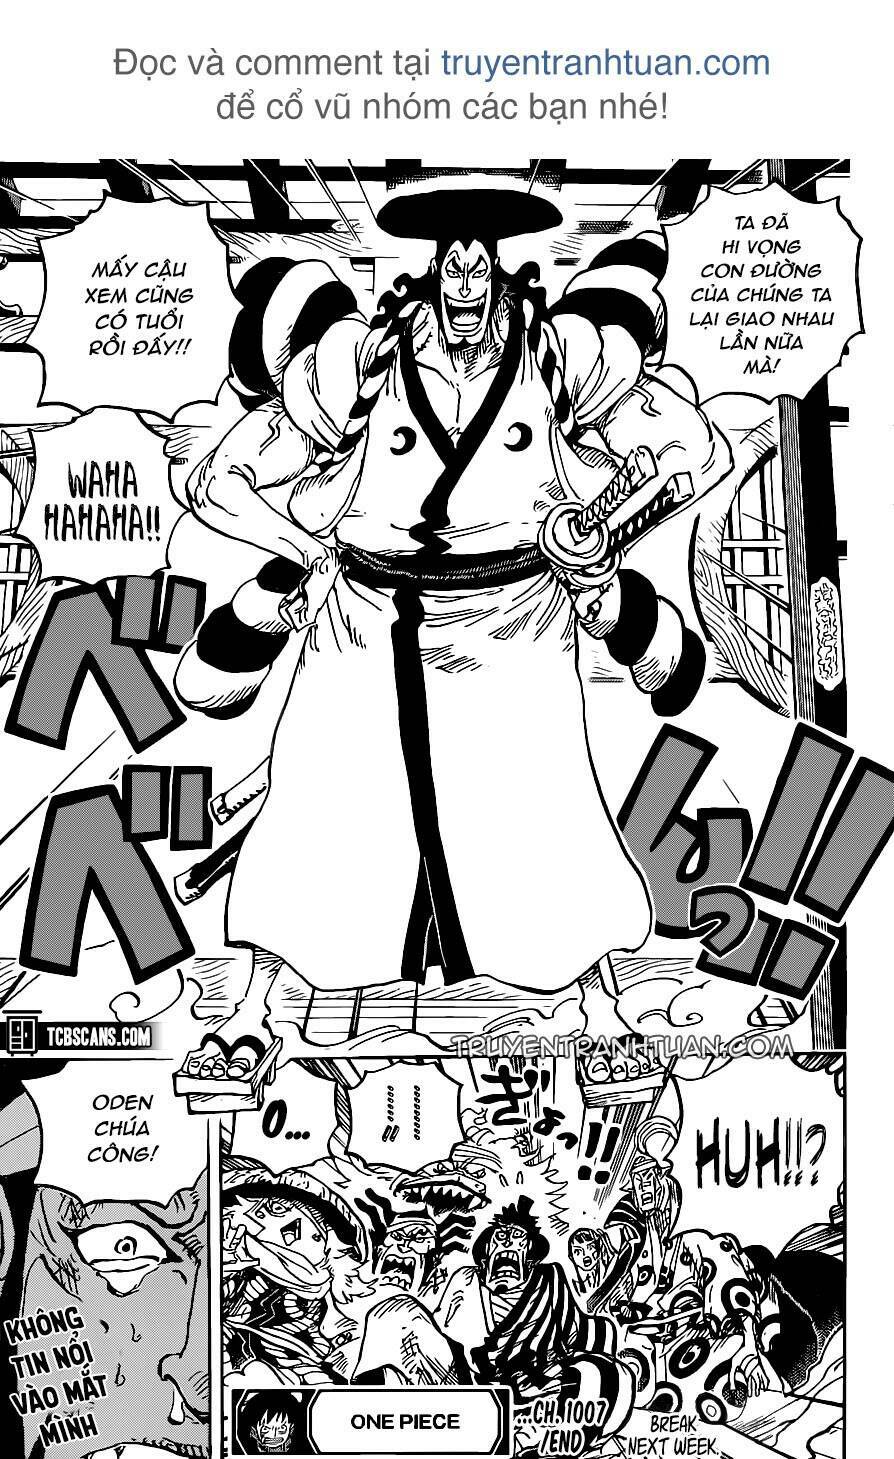 Đọc và comment tại truyentranhtuan.com
để cổ vũ nhóm các bạn nhé!
TA ĐÃ
HI VỌNG
CON ĐƯỜNG
CỦA CHÚNG TA
LẠI GIAO NHAU
LẦN NỮA
MÀ!
MẤY CẬU
XEM CŨNG
CÓ TUỔI
RỒI ĐẤY!!
WAHA
HAHAHA!!
べべんっ!!
TCBSCANS.COM
TRUYENTRANHTUAN.COM
HUH!!?
ぎょっ!!
!!
O...
ODEN
CHÚA
CÔNG!
KHÔNG
TIN NỔI
VÀO MẮT
MÌNH
ONE PIECE
...CH. 1007
/END
BREAK
NEXT WEEK.